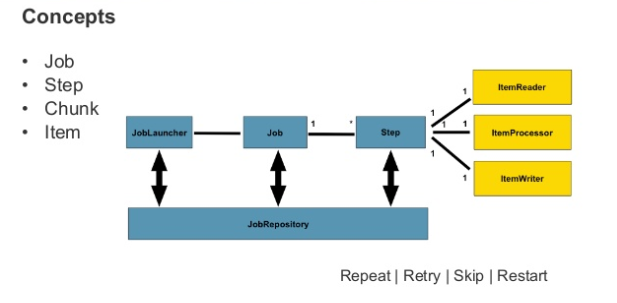 Concepts
• Job
• Step
• Chunk
• Item
JobLauncher
Job
1
*
Step
1
1
ItemReader
1
1
ItemProcessor
1
1
ItemWriter
JobRepository
Repeat | Retry | Skip | Restart